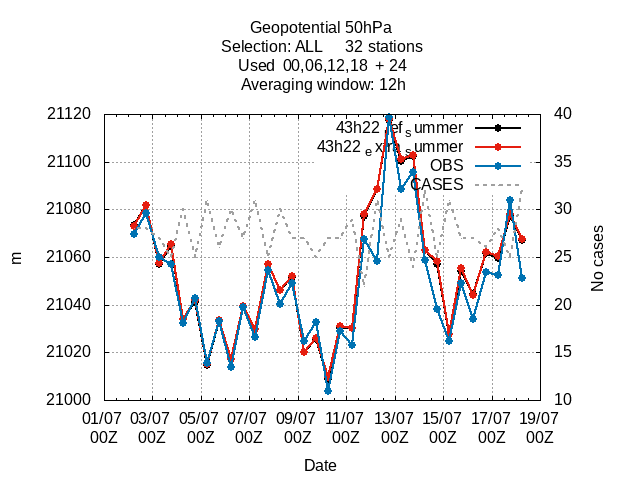 Geopotential 50hPa
Selection: ALL 32 stations
Used 00,06,12,18 + 24
Averaging window: 12h
21120
21100
21080
21060
21040
21020
21000
m
40
35
30
25
20
15
10
No cases
43h22 ef summer
OBS
CASES
01/07 03/07 05/07 07/07 09/07 11/07 13/07 15/07 17/07 19/07
00Z 00Z 00Z 00Z 00Z 00Z 00Z 00Z 00Z 00Z
Date